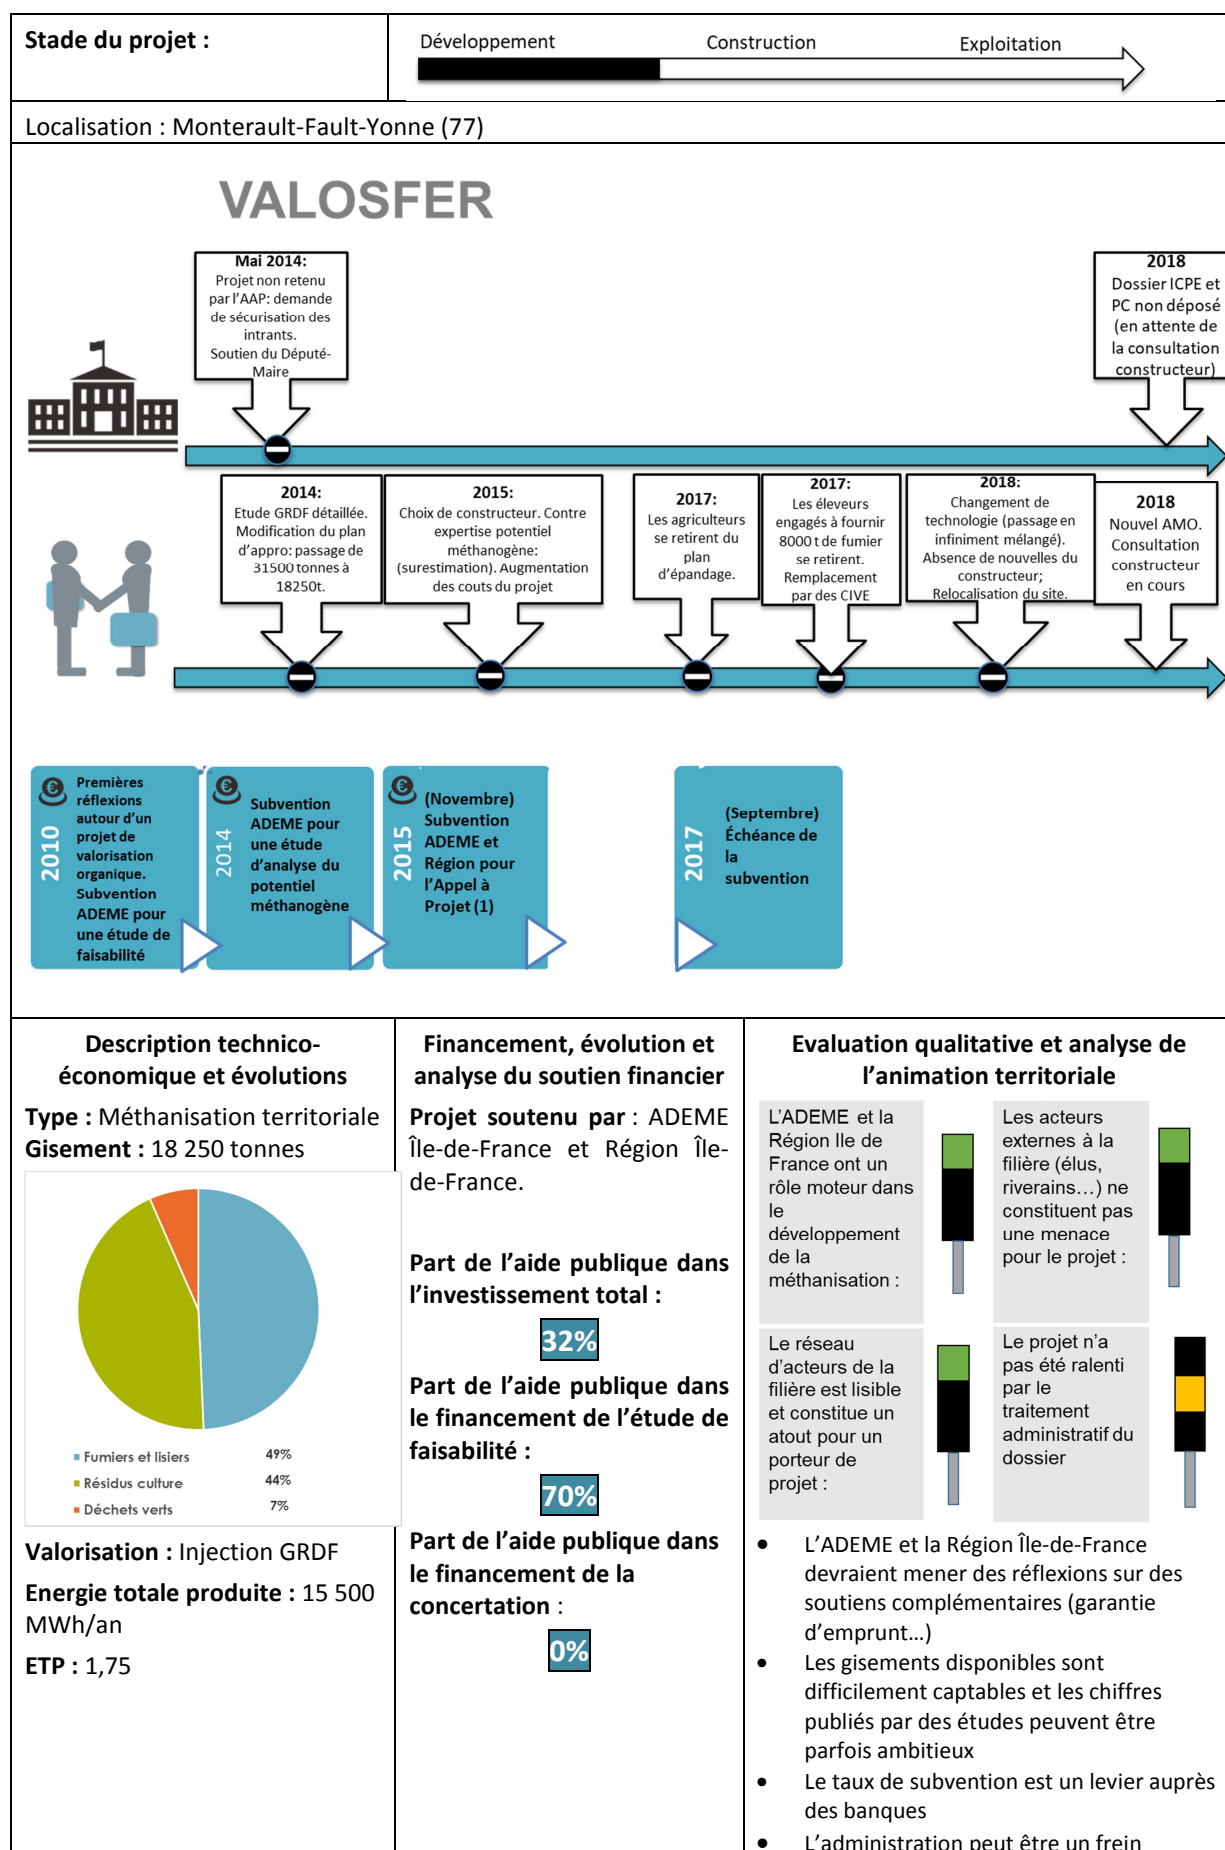 Stade du projet :
Développement
Construction
Exploitation
Localisation : Monterault-Fault-Yonne (77)
VALOSFER
Mai 2014:
Projet non retenu
par l'AAP: demande
de sécurisation des
intrants.
Soutien du Député-
Maire
2018
Dossier ICPE et
PC non déposé
(en attente de
la consultation
constructeur)
2014:
Etude GRDF détaillée.
Modification du plan
d'appro: passage de
31500 tonnes à
18250t.
2015:
Choix de constructeur. Contre
expertise potentiel
méthanogène:
(surestimation). Augmentation
des couts du projet
2017:
Les agriculteurs
se retirent du
plan
d'épandage.
2017:
Les éleveurs
engagés à fournir
8000 t de fumier
se retirent.
Remplacement
par des CIVE
2018:
Changement de
technologie (passage en
infiniment mélangé).
Absence de nouvelles du
constructeur;
Relocalisation du site.
2018
Nouvel AMO.
Consultation
constructeur
en cours
2010
Premières
réflexions
autour d'un
projet de
valorisation
organique.
Subvention
ADEME pour
une étude de
faisabilité
2014
Subvention
ADEME pour
une étude
d'analyse du
potentiel
méthanogène
2015
(Novembre)
Subvention
ADEME et
Région pour
l'Appel à
Projet (1)
2017
(Septembre)
Échéance de
la
subvention
Description technico-
économique et évolutions
Type : Méthanisation territoriale
Gisement : 18 250 tonnes
Fumiers et lisiers 49%
Résidus culture 44%
Déchets verts 7%
Valorisation : Injection GRDF
Energie totale produite : 15 500
MWh/an
ETP : 1,75
Financement, évolution et
analyse du soutien financier
Projet soutenu par : ADEME
Île-de-France et Région Île-
de-France.
Part de l'aide publique dans
l'investissement total :
32%
Part de l'aide publique dans
le financement de l'étude de
faisabilité :
70%
Part de l'aide publique dans
le financement de la
concertation :
0%
Evaluation qualitative et analyse de
l'animation territoriale
L'ADEME et la
Région Ile de
France ont un
rôle moteur dans
le
développement
de la
méthanisation :
Les acteurs
externes à la
filière (élus,
riverains…) ne
constituent pas
une menace
pour le projet :
Le réseau
d'acteurs de la
filière est lisible
et constitue un
atout pour un
porteur de
projet :
Le projet n'a
pas été ralenti
par le
traitement
administratif du
dossier
• L'ADEME et la Région Île-de-France
devraient mener des réflexions sur des
soutiens complémentaires (garantie
d'emprunt…)
• Les gisements disponibles sont
difficilement captables et les chiffres
publiés par des études peuvent être
parfois ambitieux
• Le taux de subvention est un levier auprès
des banques
• L'administration peut être un frein